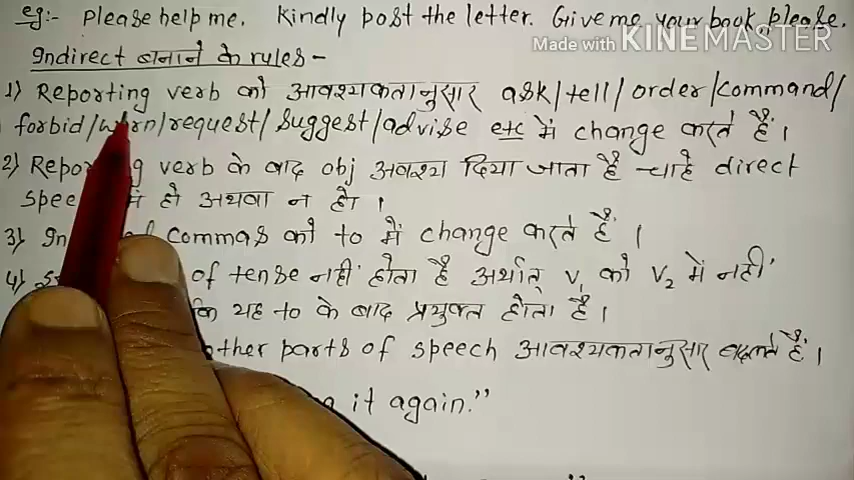 eg:- Please help me. Kindly post the letter. Give me your book, please.
Made with KINEMASTER
Indirect बनाने के rules -
1) Reporting verb को आवश्यकतानुसार ask/tell/order/command/
forbid/warn/request/suggest/advise etc में change करते हैं।
2) Reporting verb के बाद obj अवश्य दिया जाता है चाहे direct
में हो अथवा न हो।
3) commas को to में change करते हैं।
4) of tense नहीं होता है अर्थात् V1 को V2 में नहीं
यह to के बाद प्रयुक्त होता है।
other parts of speech आवश्यकतानुसार बदलते हैं।
it again."